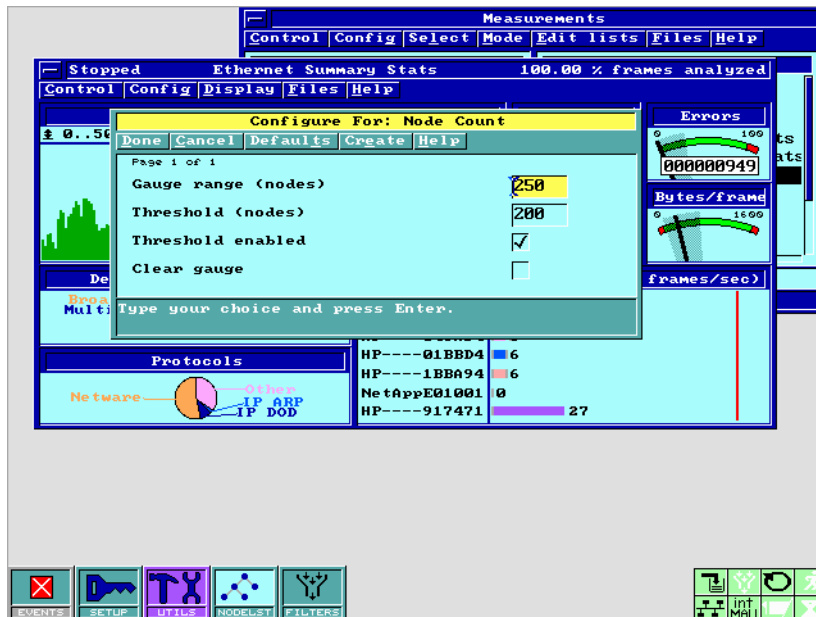 Measurements
Control Config Select Mode Edit lists Files Help
Stopped Ethernet Summary Stats 100.00 % frames analyzed
Control Config Display Files Help
Configure For: Node Count
Done Cancel Defaults Create Help
Page 1 of 1
Gauge range (nodes) 250
Threshold (nodes) 200
Threshold enabled
Clear gauge
Type your choice and press Enter.
Errors
0 100
000000949
Bytes/frame
0 1600
frames/sec)
Protocols
Netware
Other
IP ARP
IP DOD
HP----01BBD4 6
HP----1BBA94 6
NetAppE01001 0
HP----917471 27
EVENTS
SETUP
UTILS
NODELST
FILTERS
int
MAU